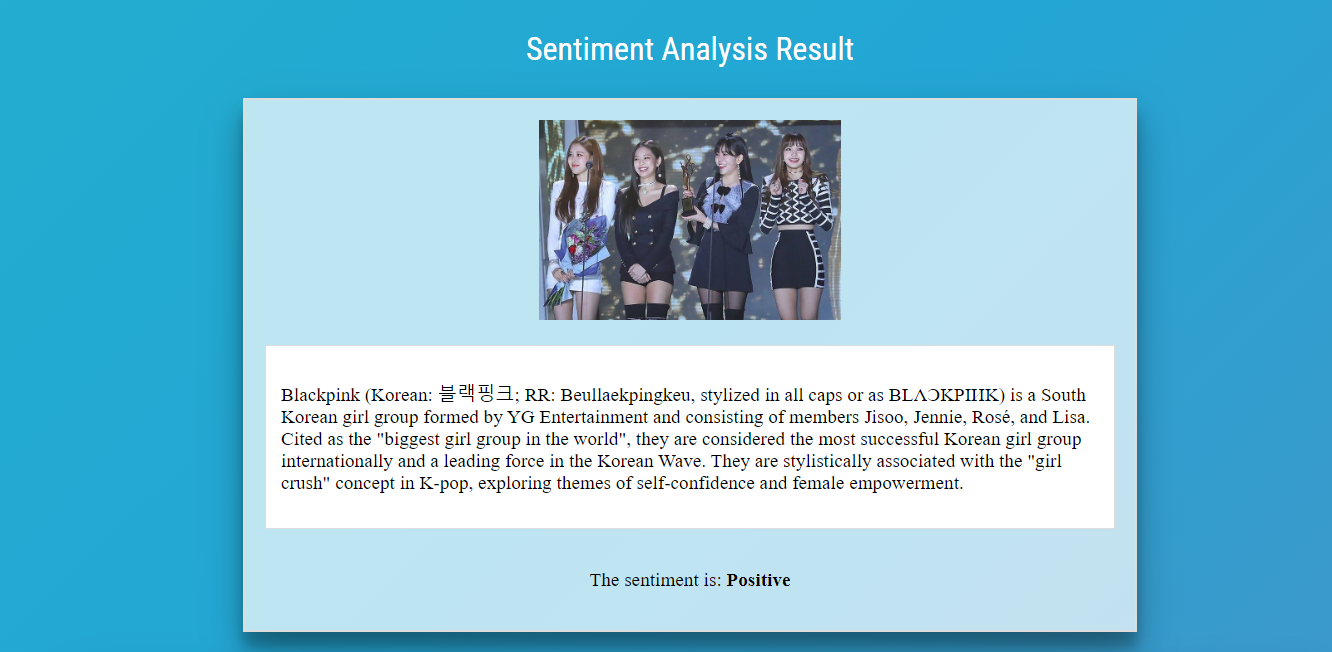 Sentiment Analysis Result
Blackpink (Korean: 블랙핑크; RR: Beullaekpingkeu, stylized in all caps or as BLΛƆKPIИK) is a South
Korean girl group formed by YG Entertainment and consisting of members Jisoo, Jennie, Rosé, and Lisa.
Cited as the "biggest girl group in the world", they are considered the most successful Korean girl group
internationally and a leading force in the Korean Wave. They are stylistically associated with the "girl
crush" concept in K-pop, exploring themes of self-confidence and female empowerment.
The sentiment is: Positive